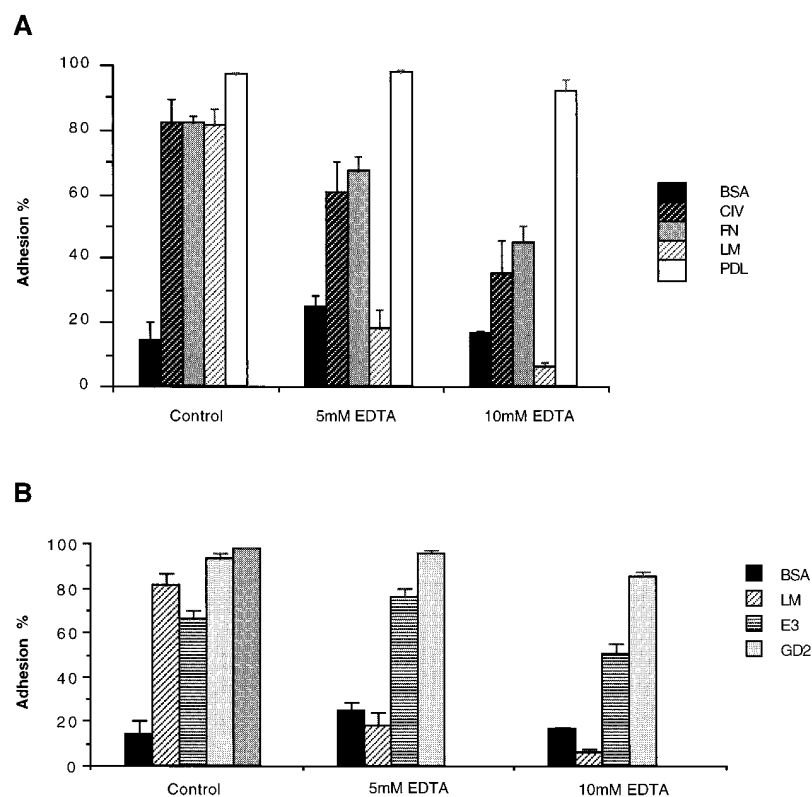 A
100
80
60
40
20
0
Adhesion %
Control
5mM EDTA
10mM EDTA
BSA
CIV
FN
LM
PDL
B
100
80
60
40
20
0
Adhesion %
Control
5mM EDTA
10mM EDTA
BSA
LM
E3
GD2